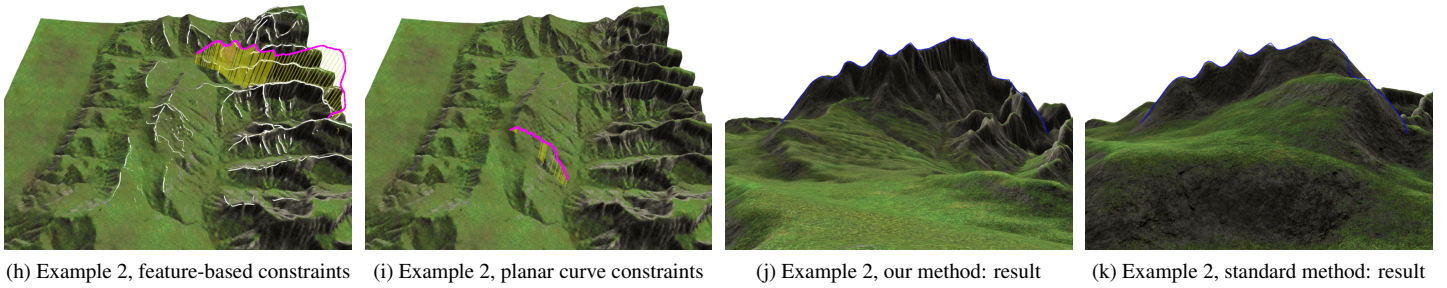 (h) Example 2, feature-based constraints
(i) Example 2, planar curve constraints
(j) Example 2, our method: result
(k) Example 2, standard method: result